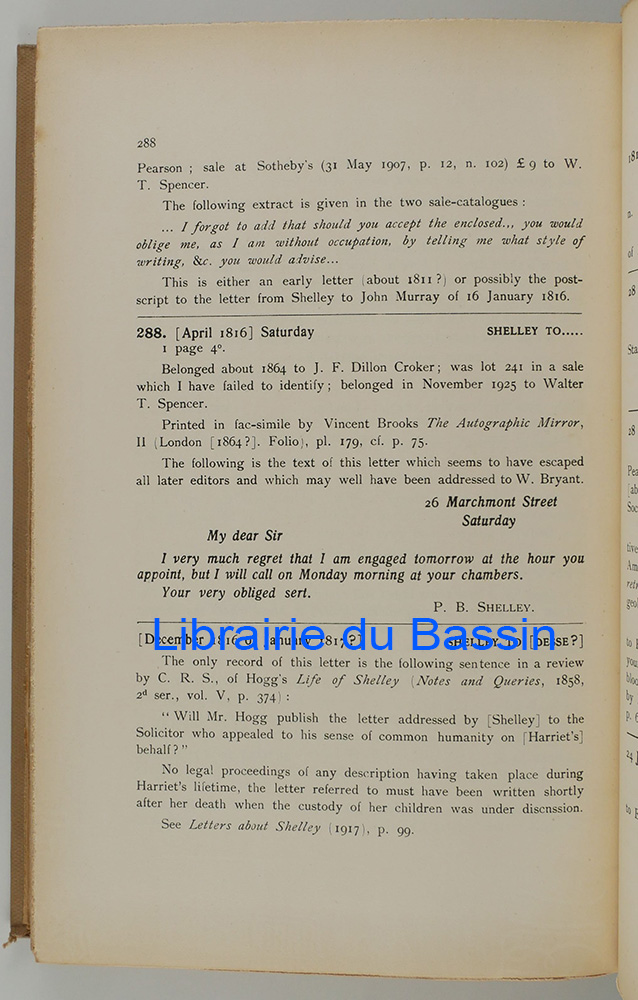 288
Pearson ; sale at Sotheby's (31 May 1907, p. 12, n. 102) £ 9 to W.
T. Spencer.
The following extract is given in the two sale-catalogues :
... I forgot to add that should you accept the enclosed.., you would
oblige me, as I am without occupation, by telling me what style of
writing, &c. you would advise...
This is either an early letter (about 1811 ?) or possibly the post-
script to the letter from Shelley to John Murray of 16 January 1816.
288. [April 1816] Saturday SHELLEY TO.....
1 page 4°.
Belonged about 1864 to J. F. Dillon Croker ; was lot 241 in a sale
which I have failed to identify ; belonged in November 1925 to Walter
T. Spencer.
Printed in fac-simile by Vincent Brooks The Autographic Mirror,
II (London [1864 ?]. Folio), pl. 179, cf. p. 75.
The following is the text of this letter which seems to have escaped
all later editors and which may well have been addressed to W. Bryant.
26 Marchmont Street
Saturday
My dear Sir
I very much regret that I am engaged tomorrow at the hour you
appoint, but I will call on Monday morning at your chambers.
Your very obliged sert.
P. B. SHELLEY.
[December 1816 or January 1817 ?] SHELLEY TO [DESSE ?]
Librairie du Bassin
The only record of this letter is the following sentence in a review
by C. R. S., of Hogg's Life of Shelley (Notes and Queries, 1858,
2d ser., vol. V, p. 374) :
" Will Mr. Hogg publish the letter addressed by [Shelley] to the
Solicitor who appealed to his sense of common humanity on [Harriet's]
behalf ? "
No legal proceedings of any description having taken place during
Harriet's lifetime, the letter referred to must have been written shortly
after her death when the custody of her children was under discnssion.
See Letters about Shelley (1917), p. 99.